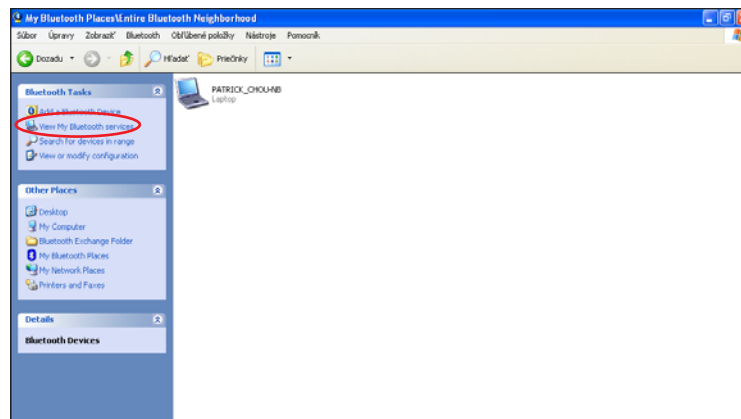 My Bluetooth Places\Entire Bluetooth Neighborhood
Súbor Úpravy Zobraziť Bluetooth Obľúbené položky Nástroje Pomocník
Dozadu Hľadať Priečinky
Bluetooth Tasks
PATRICK_CHOU-NB
Laptop
Add a Bluetooth Device
View My Bluetooth services
Search for devices in range
View or modify configuration
Other Places
Desktop
My Computer
Bluetooth Exchange Folder
My Bluetooth Places
My Network Places
Printers and Faxes
Details
Bluetooth Devices